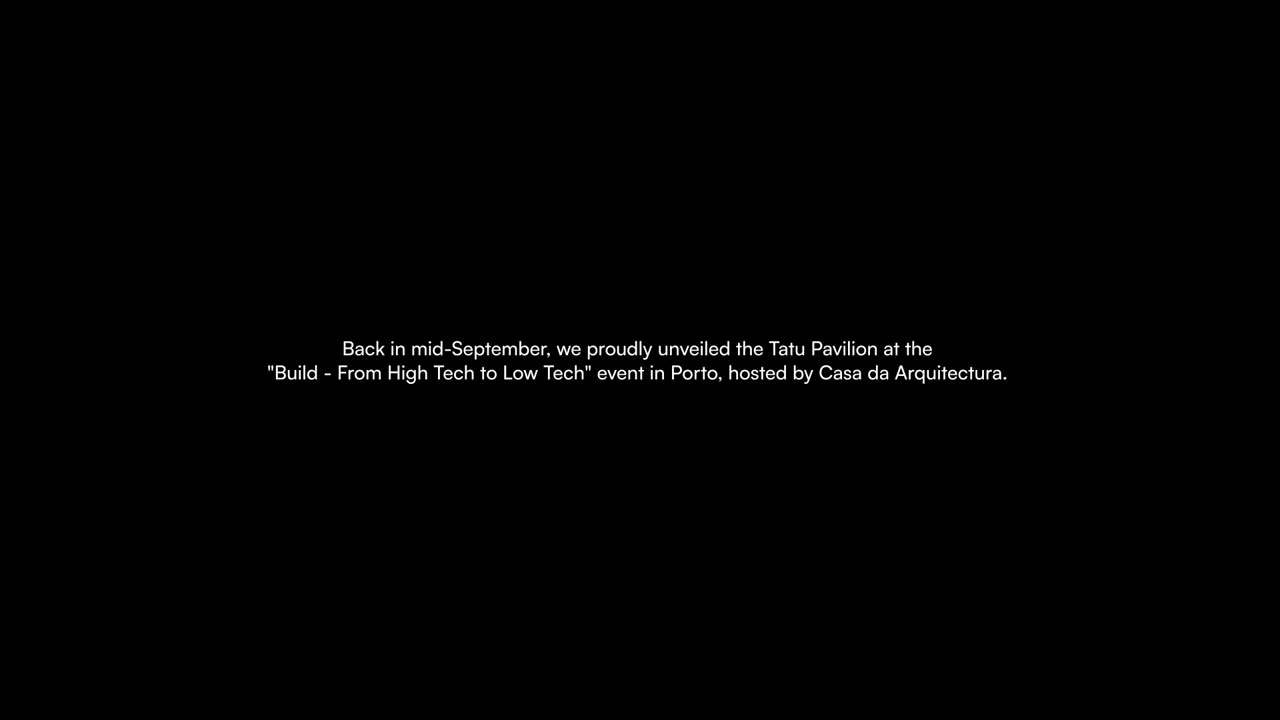 Back in mid-September, we proudly unveiled the Tatu Pavilion at the
"Build - From High Tech to Low Tech" event in Porto, hosted by Casa da Arquitectura.